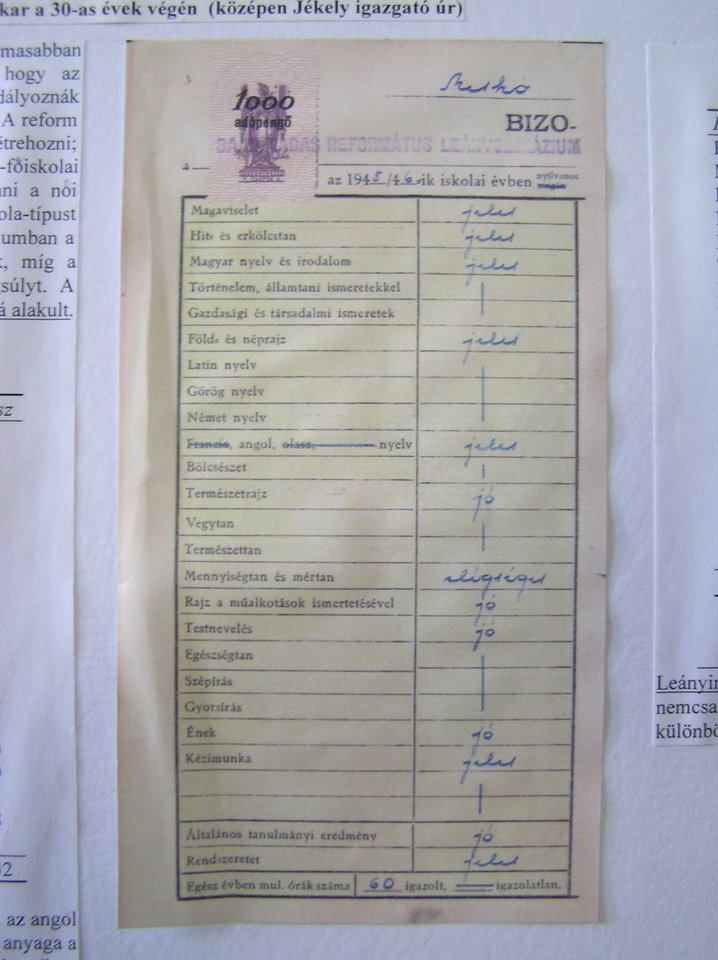 kar a 30-as évek végén (középen Jékely igazgató úr)
masabban
hogy az
dályoznák
A reform
étrehozni;
-főiskolai
ani a női
ola-típust
umban a
k, míg a
súlyt. A
á alakult.
sz
az angol
anyaga a
1000
adópengő
BIZO-
REFORMÁTUS LEÁNYGIMNÁZIUM
az 1945/46-ik iskolai évben nyilvános magán
Magaviselet jeles
Hit- és erkölcstan jeles
Magyar nyelv és irodalom jeles
Történelem, államtani ismeretekkel
Gazdasági és társadalmi ismeretek
Föld- és néprajz jeles
Latin nyelv
Görög nyelv
Német nyelv
Francia, angol, olasz, nyelv jeles
Bölcsészet
Természetrajz jó
Vegytan
Természettan
Mennyiségtan és mértan elégséges
Rajz a műalkotások ismertetésével jó
Testnevelés jó
Egészségtan
Szépírás
Gyorsírás
Ének jó
Kézimunka jeles
Általános tanulmányi eredmény jó
Rendszeretet jeles
Egész évben mul. órák száma 60 igazolt, igazolatlan.
Leányin
nemcsa
különbö